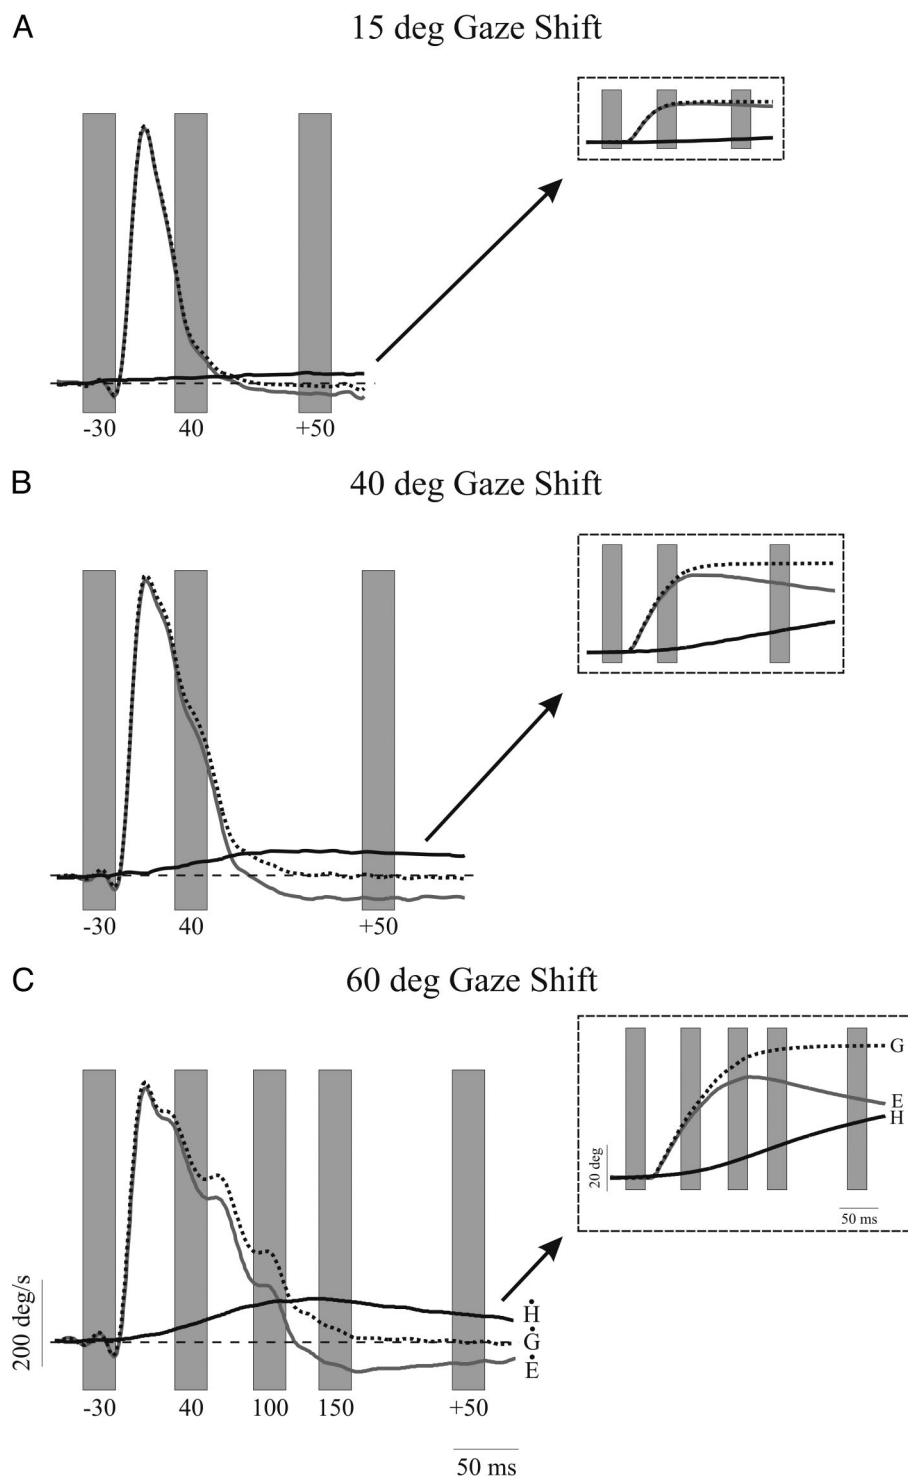 A
15 deg Gaze Shift
-30
40
+50
B
40 deg Gaze Shift
-30
40
+50
C
60 deg Gaze Shift
G
E
H
20 deg
50 ms
200 deg/s
Ḣ
Ġ
Ė
-30
40
100
150
+50
50 ms